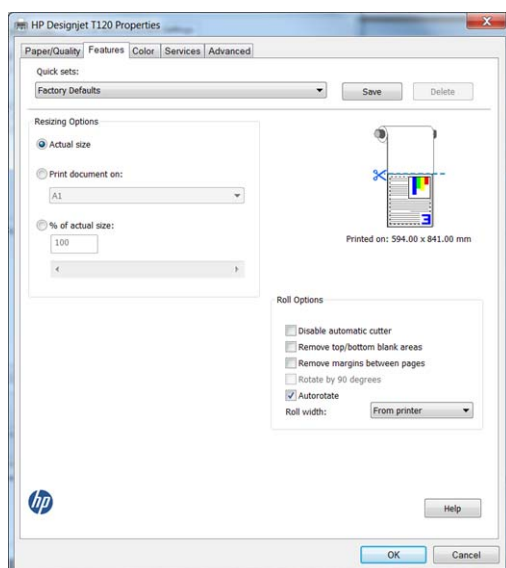 HP Designjet T120 Properties
Paper/Quality Features Color Services Advanced
Quick sets:
Factory Defaults
Save
Delete
Resizing Options
Actual size
Print document on:
A1
% of actual size:
100
3
Printed on: 594.00 x 841.00 mm
Roll Options
Disable automatic cutter
Remove top/bottom blank areas
Remove margins between pages
Rotate by 90 degrees
Autorotate
Roll width: From printer
hp
Help
OK Cancel